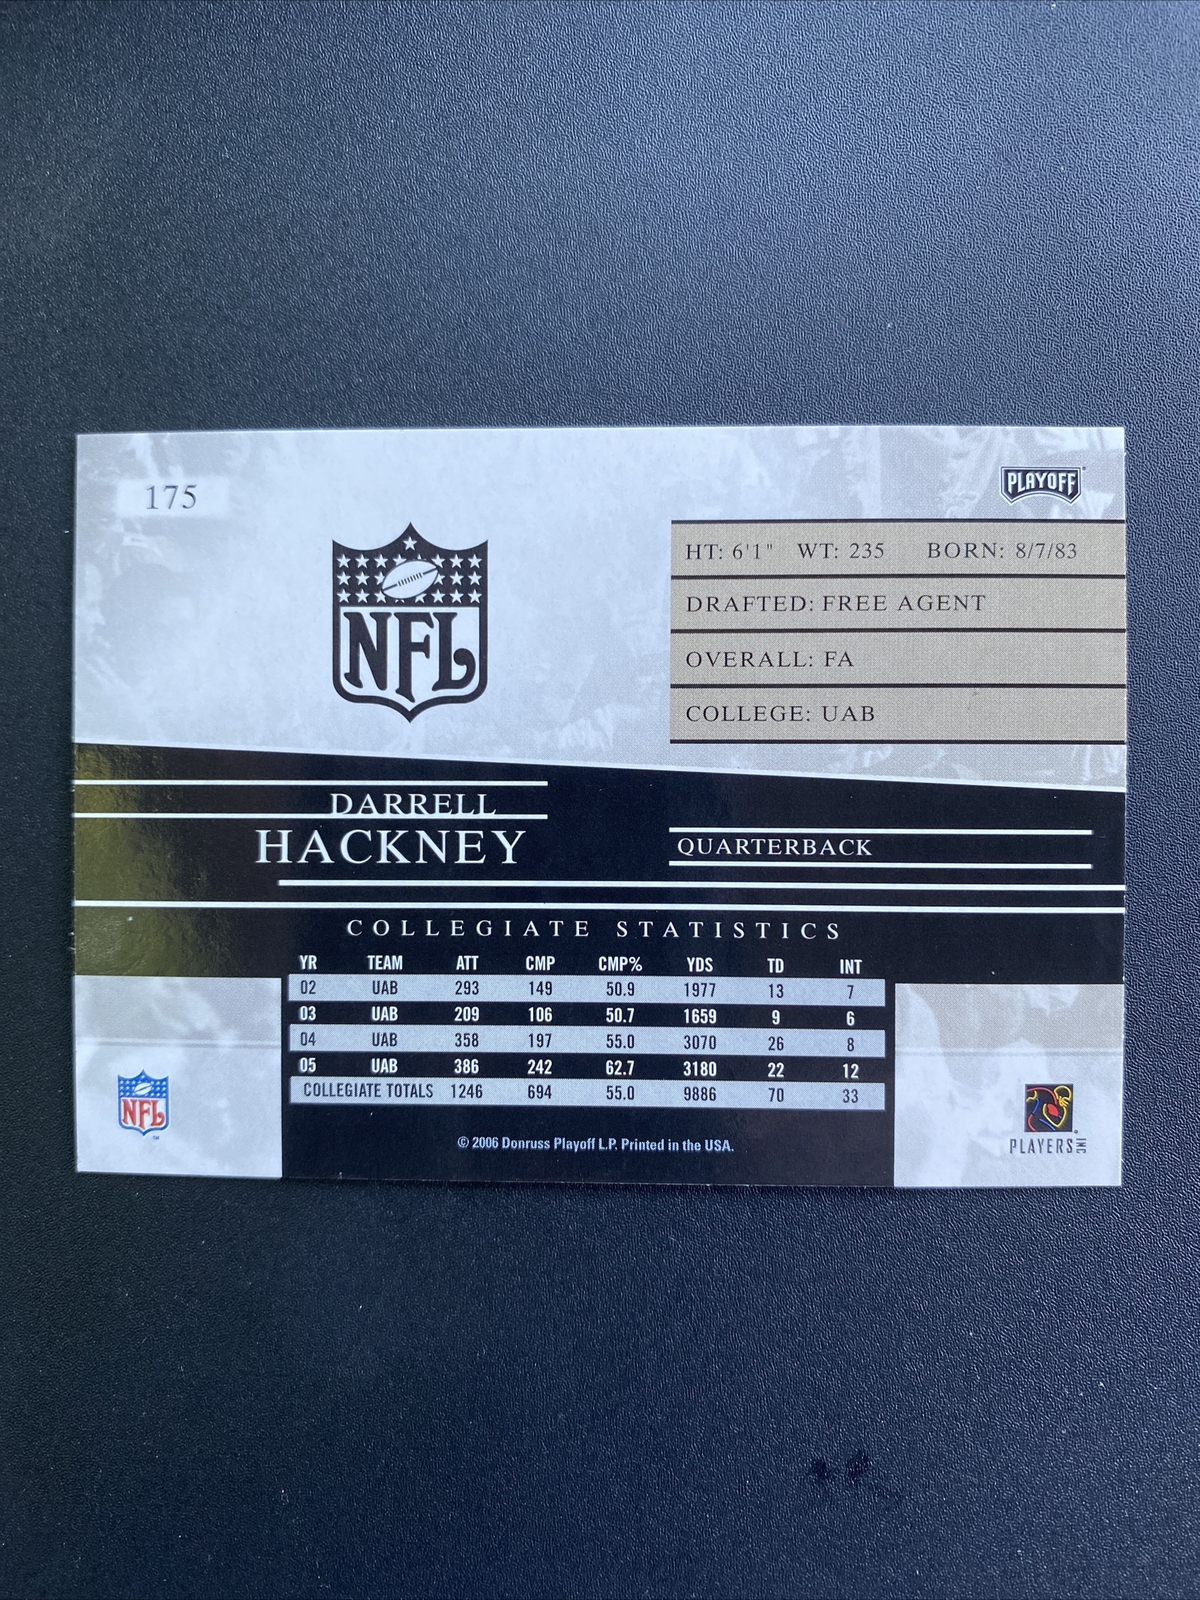 175
PLAYOFF
NFL
HT: 6'1" WT: 235 BORN: 8/7/83
DRAFTED: FREE AGENT
OVERALL: FA
COLLEGE: UAB
DARRELL
HACKNEY
QUARTERBACK
COLLEGIATE STATISTICS
YR TEAM ATT CMP CMP% YDS TD INT
02 UAB 293 149 50.9 1977 13 7
03 UAB 209 106 50.7 1659 9 6
04 UAB 358 197 55.0 3070 26 8
05 UAB 386 242 62.7 3180 22 12
COLLEGIATE TOTALS 1246 694 55.0 9886 70 33
NFL
PLAYERS INC
© 2006 Donruss Playoff L.P. Printed in the USA.